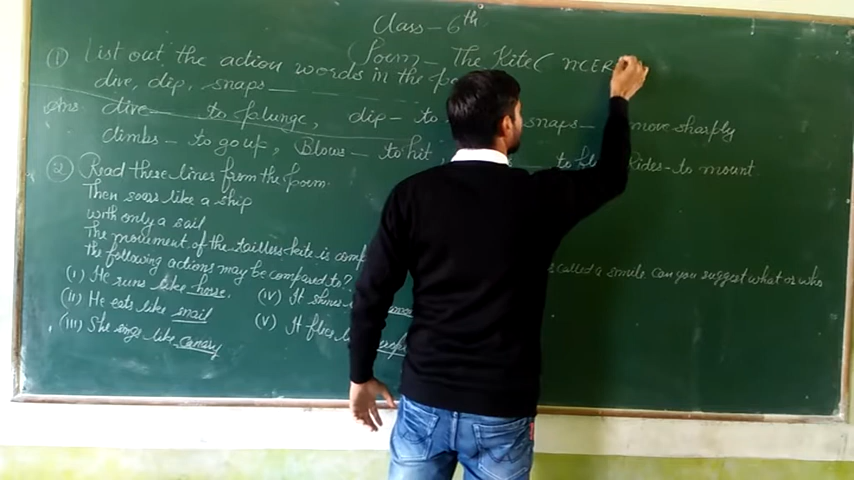 Class - 6th
(Poem - The Kite ( NCER
(1) List out the action words in the
dive, dip, snaps
Ans. dive - to plunge, dip - to snaps - move sharply
climbs - to go up, Blows - to hit, to Rides - to mount
(2) Read these lines from the Poem.
Then soars like a ship
with only a sail
The movement of the tailless kite is
called a smile. Can you suggest what or who
the following actions may be compared to?
(i) He runs like horse.
(ii) He eats like snail
(iii) She sings like canary
(iv) It shines
(v) It flies